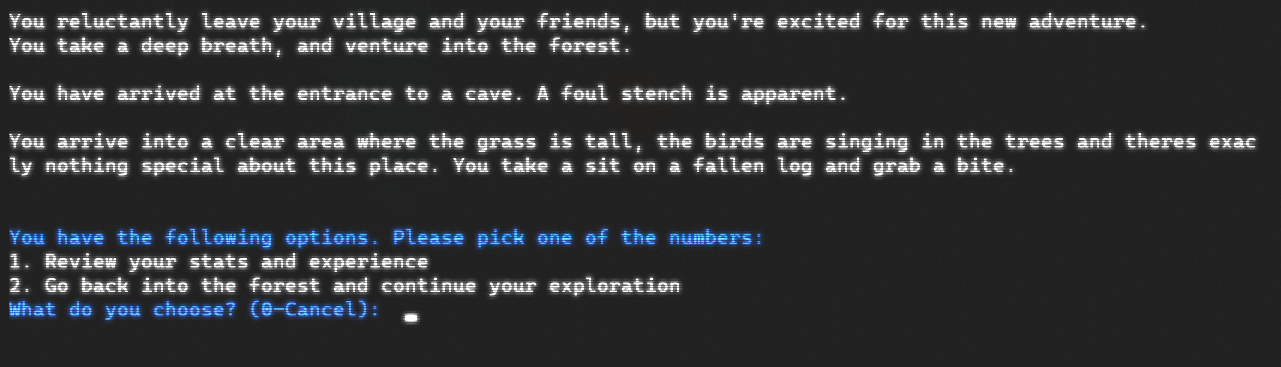 You reluctantly leave your village and your friends, but you're excited for this new adventure.
You take a deep breath, and venture into the forest.
You have arrived at the entrance to a cave. A foul stench is apparent.
You arrive into a clear area where the grass is tall, the birds are singing in the trees and theres exac
ly nothing special about this place. You take a sit on a fallen log and grab a bite.
You have the following options. Please pick one of the numbers:
1. Review your stats and experience
2. Go back into the forest and continue your exploration
What do you choose? (0-Cancel):